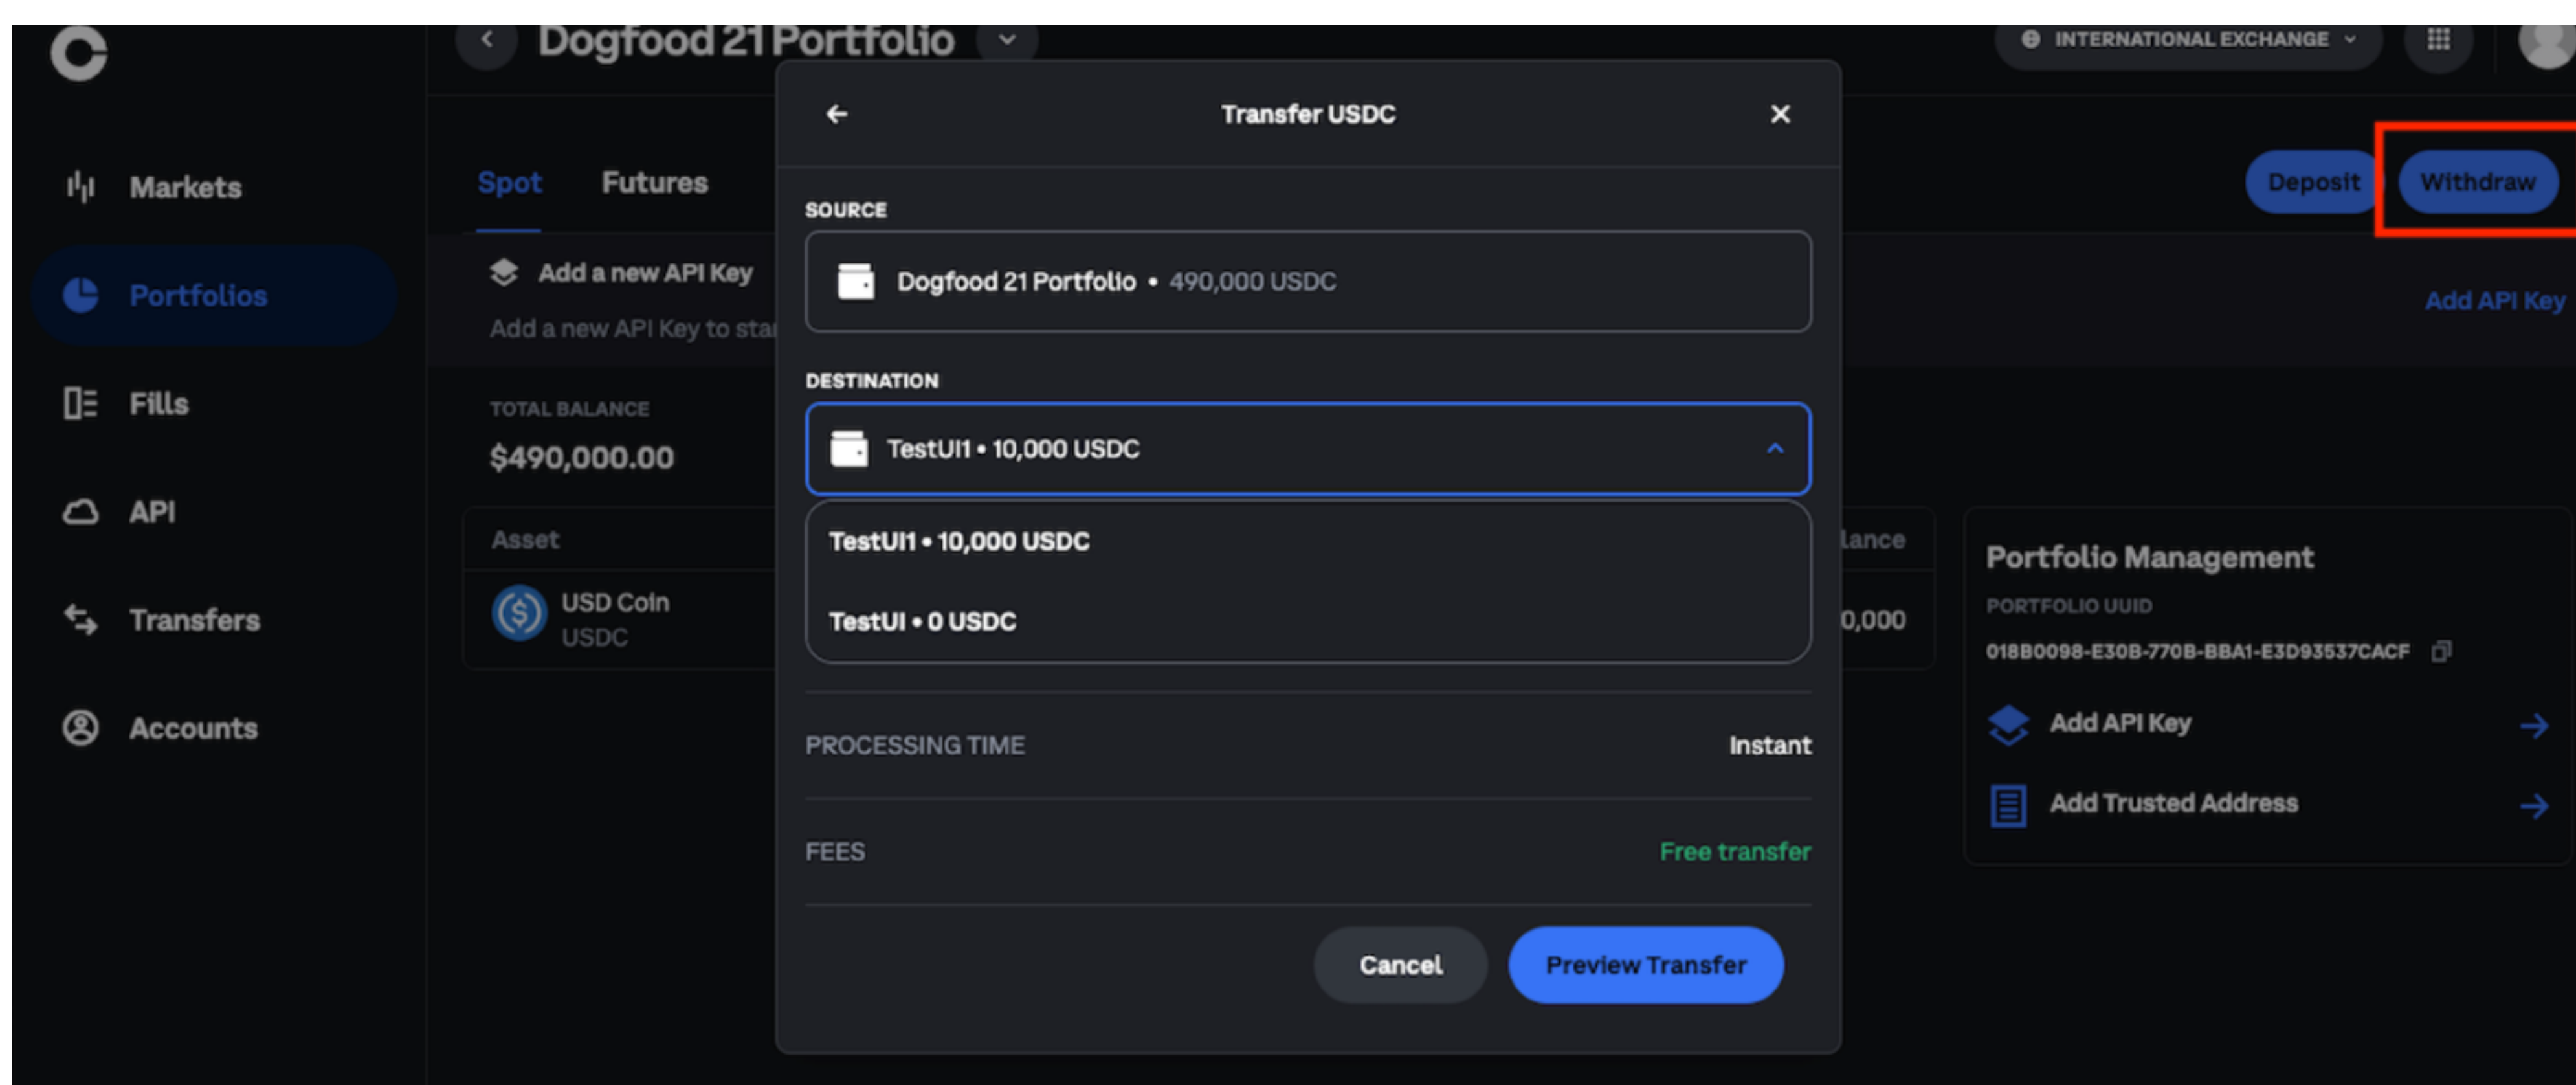 Dogfood 21 Portfolio
INTERNATIONAL EXCHANGE
Markets
Portfolios
Fills
API
Transfers
Accounts
Spot
Futures
Deposit
Withdraw
Add a new API Key
Add a new API Key to
Add API Key
TOTAL BALANCE
$490,000.00
Asset
USD Coin
USDC
0,000
Transfer USDC
SOURCE
Dogfood 21 Portfolio • 490,000 USDC
DESTINATION
TestUI1 • 10,000 USDC
TestUI1 • 10,000 USDC
TestUI • 0 USDC
PROCESSING TIME
Instant
FEES
Free transfer
Cancel
Preview Transfer
Portfolio Management
PORTFOLIO UUID
018B0098-E30B-770B-BBA1-E3D93537CACF
Add API Key
Add Trusted Address